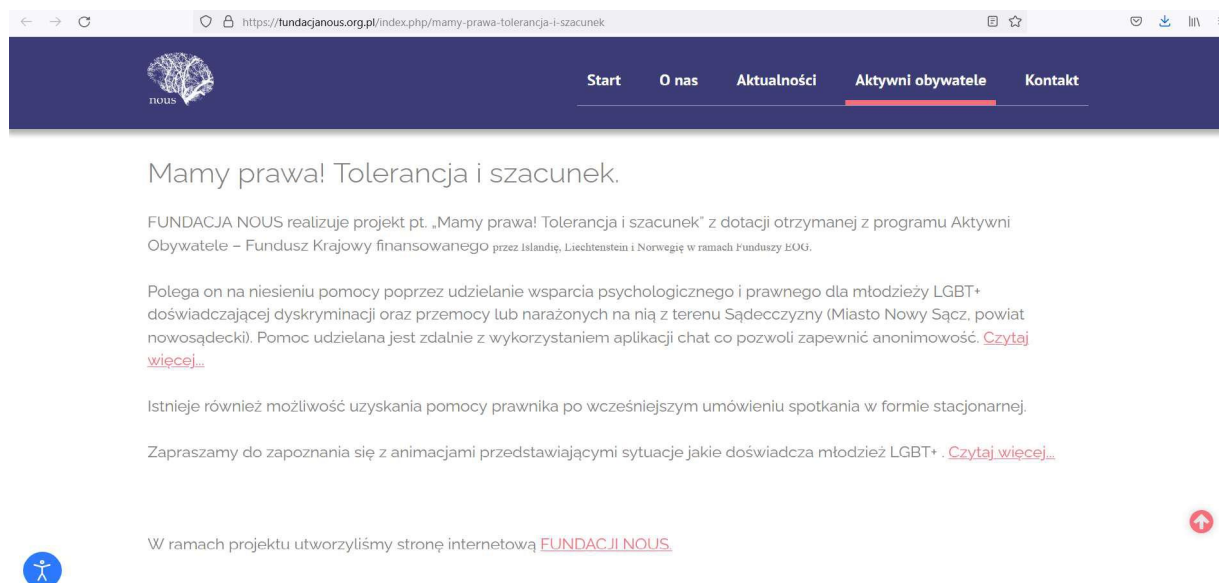 https://fundacjanous.org.pl/index.php/mamy-prawa-tolerancja-i-szacunek
nous
Start O nas Aktualności Aktywni obywatele Kontakt
Mamy prawa! Tolerancja i szacunek.
FUNDACJA NOUS realizuje projekt pt. „Mamy prawa! Tolerancja i szacunek” z dotacji otrzymanej z programu Aktywni
Obywatele – Fundusz Krajowy finansowanego przez Islandię, Liechtenstein i Norwegię w ramach Funduszy EOG.
Polega on na niesieniu pomocy poprzez udzielanie wsparcia psychologicznego i prawnego dla młodzieży LGBT+
doświadczającej dyskryminacji oraz przemocy lub narażonych na nią z terenu Sądecczyzny (Miasto Nowy Sącz, powiat
nowosądecki). Pomoc udzielana jest zdalnie z wykorzystaniem aplikacji chat co pozwoli zapewnić anonimowość. Czytaj
więcej...
Istnieje również możliwość uzyskania pomocy prawnika po wcześniejszym umówieniu spotkania w formie stacjonarnej.
Zapraszamy do zapoznania się z animacjami przedstawiającymi sytuacje jakie doświadcza młodzież LGBT+ . Czytaj więcej...
W ramach projektu utworzyliśmy stronę internetową FUNDACJI NOUS.